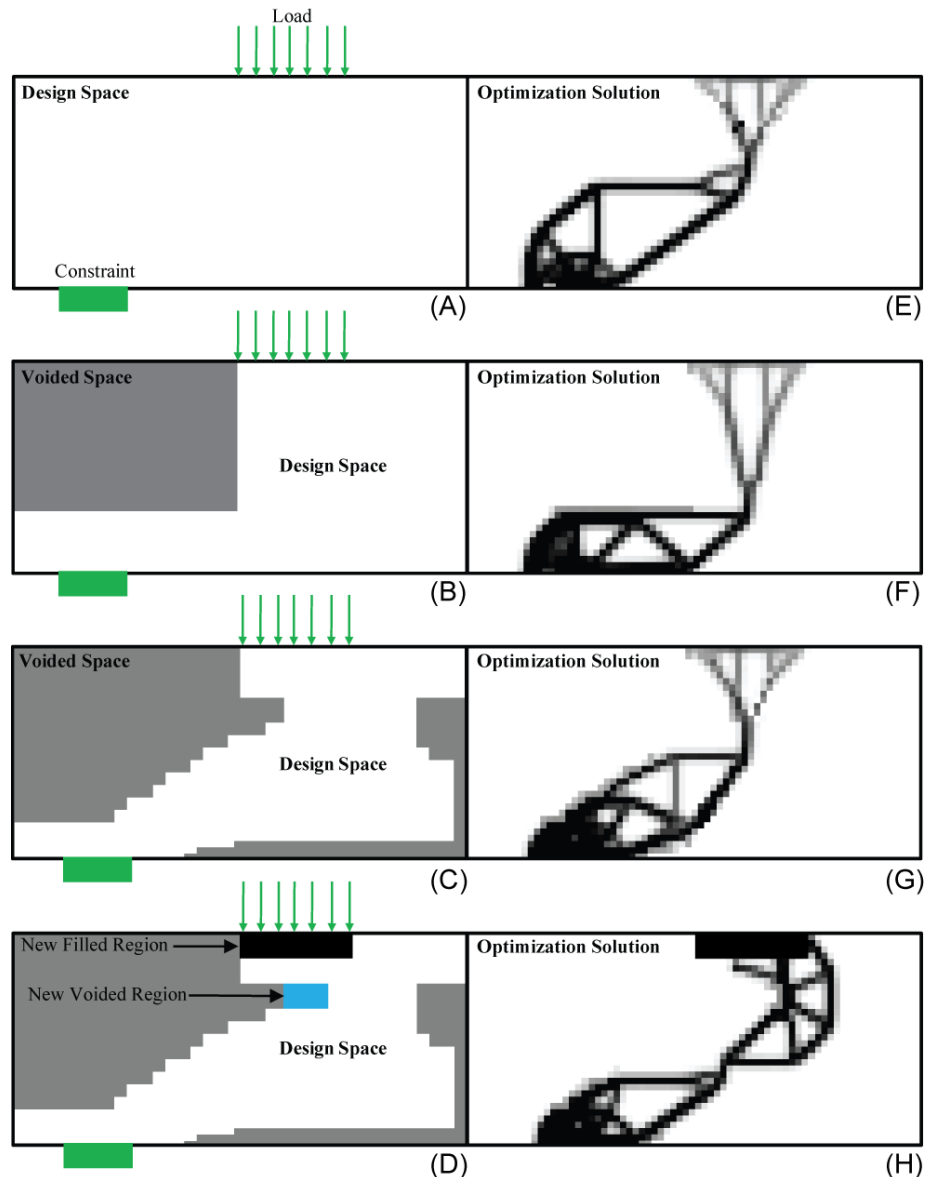 Load
Design Space
Optimization Solution
Constraint
(A)
(E)
Voided Space
Optimization Solution
Design Space
(B)
(F)
Voided Space
Optimization Solution
Design Space
(C)
(G)
New Filled Region
Optimization Solution
New Voided Region
Design Space
(D)
(H)